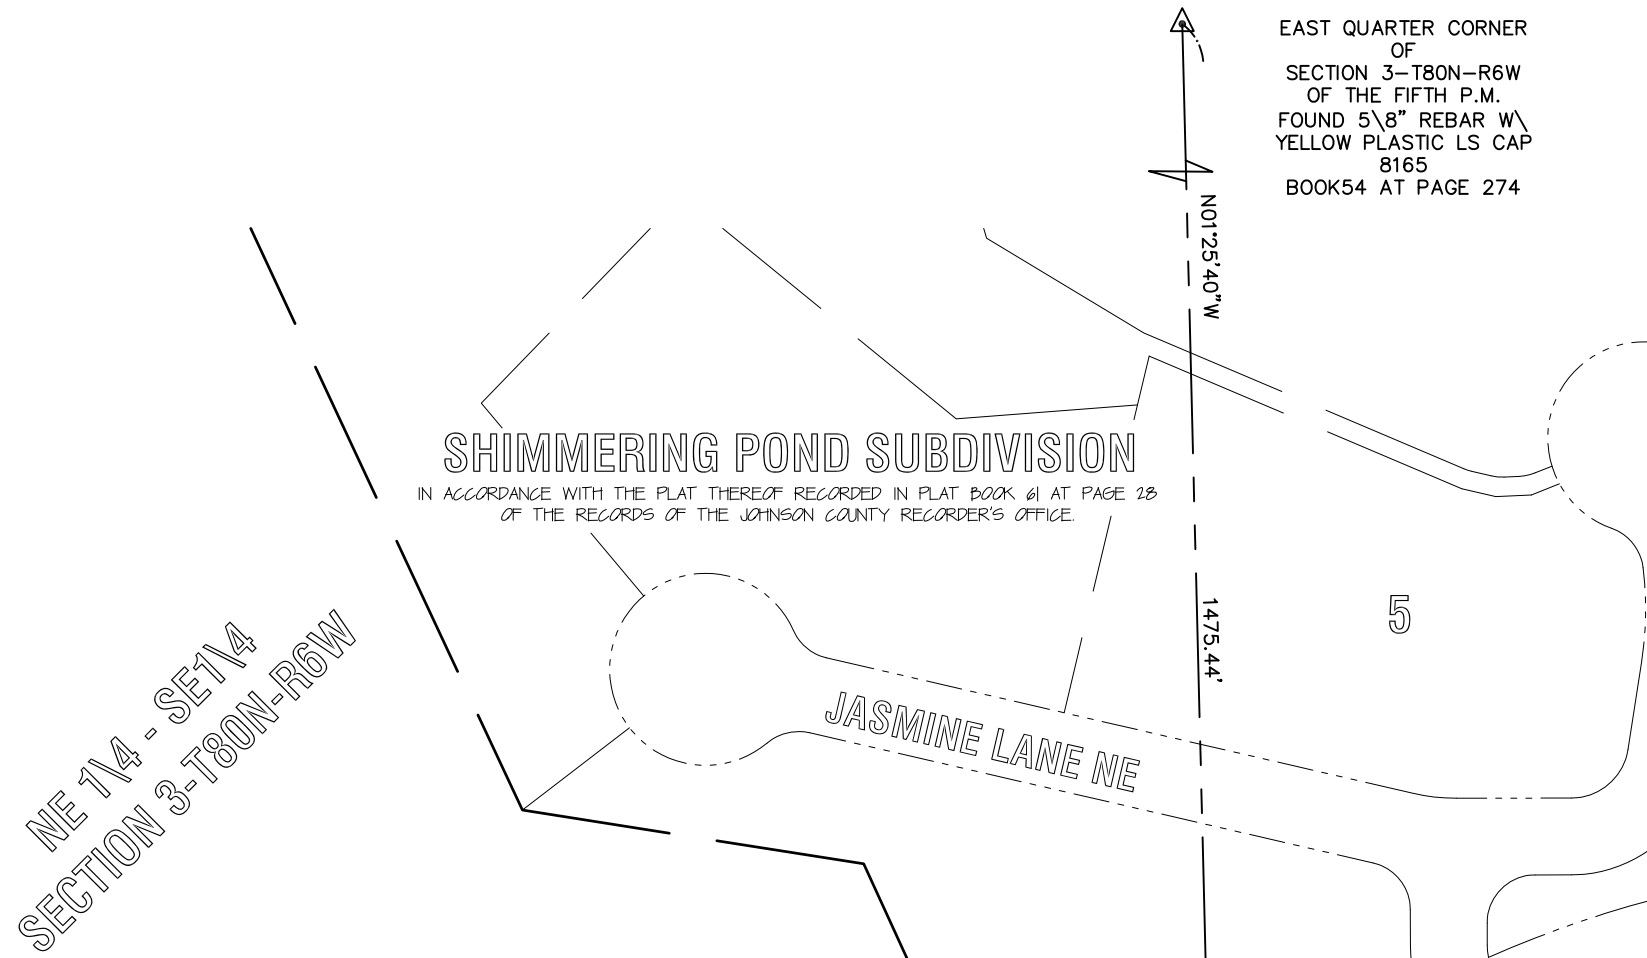 EAST QUARTER CORNER
OF
SECTION 3-T80N-R6W
OF THE FIFTH P.M.
FOUND 5\8" REBAR W\
YELLOW PLASTIC LS CAP
8165
BOOK54 AT PAGE 274
N01°25'40"W
SHIMMERING POND SUBDIVISION
IN ACCORDANCE WITH THE PLAT THEREOF RECORDED IN PLAT BOOK 61 AT PAGE 28
OF THE RECORDS OF THE JOHNSON COUNTY RECORDER'S OFFICE.
5
1475.44'
NE 1\4 - SE1\4
SECTION 3-T80N-R6W
JASMINE LANE NE